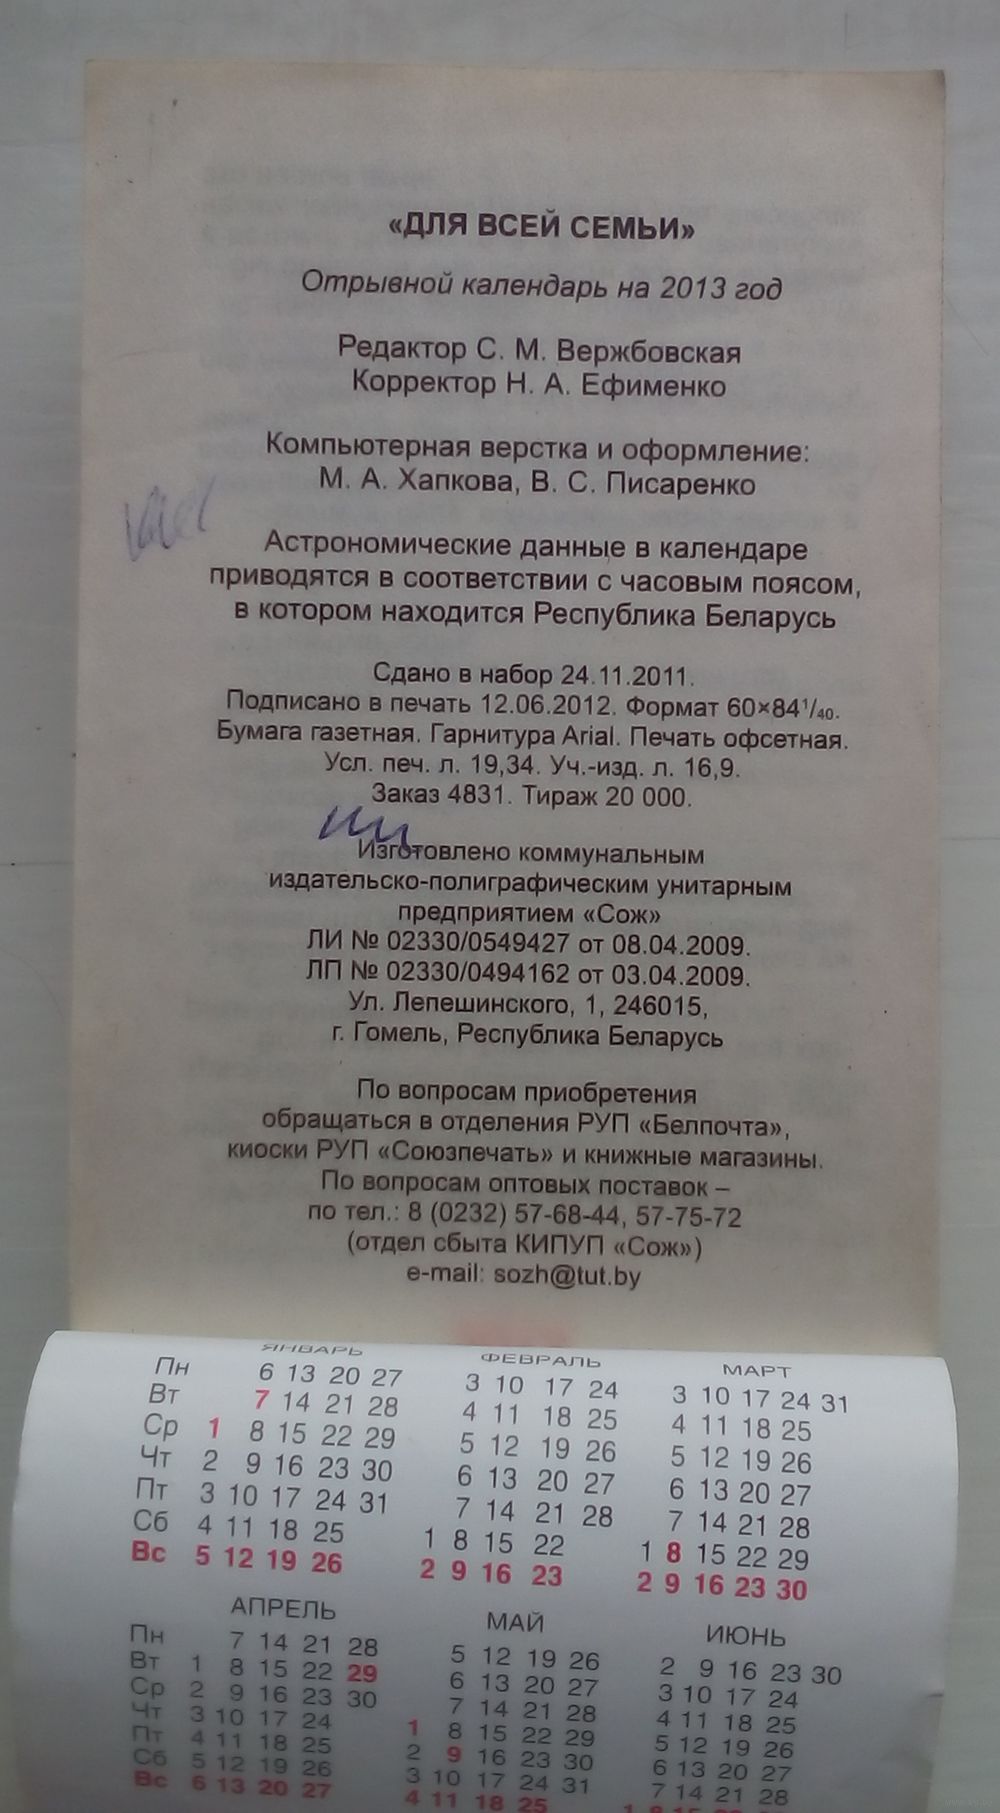 «ДЛЯ ВСЕЙ СЕМЬИ»
Отрывной календарь на 2013 год
Редактор С. М. Вержбовская
Корректор Н. А. Ефименко
Компьютерная верстка и оформление:
М. А. Хапкова, В. С. Писаренко
Астрономические данные в календаре
приводятся в соответствии с часовым поясом,
в котором находится Республика Беларусь
Сдано в набор 24.11.2011.
Подписано в печать 12.06.2012. Формат 60×84¹/₄₀.
Бумага газетная. Гарнитура Arial. Печать офсетная.
Усл. печ. л. 19,34. Уч.-изд. л. 16,9.
Заказ 4831. Тираж 20 000.
Изготовлено коммунальным
издательско-полиграфическим унитарным
предприятием «Сож»
ЛИ № 02330/0549427 от 08.04.2009.
ЛП № 02330/0494162 от 03.04.2009.
Ул. Лепешинского, 1, 246015,
г. Гомель, Республика Беларусь
По вопросам приобретения
обращаться в отделения РУП «Белпочта»,
киоски РУП «Союзпечать» и книжные магазины.
По вопросам оптовых поставок –
по тел.: 8 (0232) 57-68-44, 57-75-72
(отдел сбыта КИПУП «Сож»)
e-mail: sozh@tut.by
ЯНВАРЬ ФЕВРАЛЬ МАРТ
Пн 6 13 20 27 3 10 17 24 3 10 17 24 31
Вт 7 14 21 28 4 11 18 25 4 11 18 25
Ср 1 8 15 22 29 5 12 19 26 5 12 19 26
Чт 2 9 16 23 30 6 13 20 27 6 13 20 27
Пт 3 10 17 24 31 7 14 21 28 7 14 21 28
Сб 4 11 18 25 1 8 15 22 1 8 15 22 29
Вс 5 12 19 26 2 9 16 23 2 9 16 23 30
АПРЕЛЬ МАЙ ИЮНЬ
Пн 7 14 21 28 5 12 19 26 2 9 16 23 30
Вт 1 8 15 22 29 6 13 20 27 3 10 17 24
Ср 2 9 16 23 30 7 14 21 28 4 11 18 25
Чт 3 10 17 24 1 8 15 22 29 5 12 19 26
Пт 4 11 18 25 2 9 16 23 30 6 13 20 27
Сб 5 12 19 26 3 10 17 24 31 7 14 21 28
Вс 6 13 20 27 4 11 18 25 1 8 15